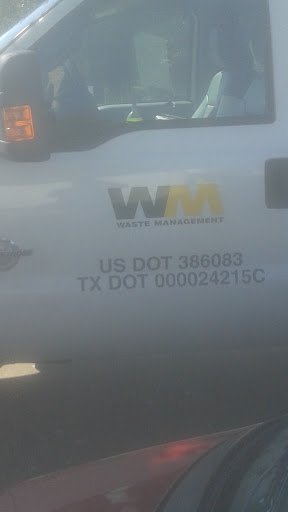 WM
WASTE MANAGEMENT
US DOT 386083
TX DOT 000024215C